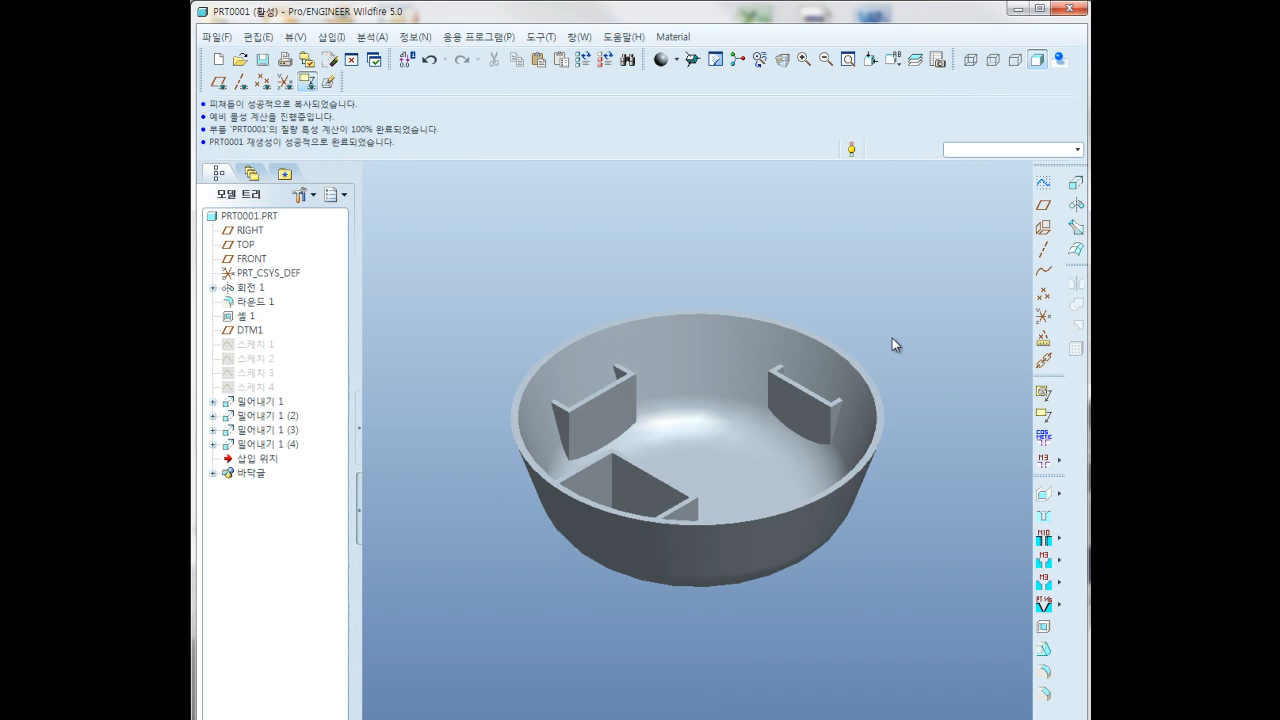 PRT0001 (활성) - Pro/ENGINEER Wildfire 5.0
파일(F) 편집(E) 뷰(V) 삽입(I) 분석(A) 정보(N) 응용 프로그램(P) 도구(T) 창(W) 도움말(H) Material
피쳐들이 성공적으로 복사되었습니다.
예비 물성 계산을 진행중입니다.
부품 'PRT0001'의 질량 특성 계산이 100% 완료되었습니다.
PRT0001 재생성이 성공적으로 완료되었습니다.
모델 트리
PRT0001.PRT
RIGHT
TOP
FRONT
PRT_CSYS_DEF
회전 1
라운드 1
셸 1
DTM1
스케치 1
스케치 2
스케치 3
스케치 4
밀어내기 1
밀어내기 1 (2)
밀어내기 1 (3)
밀어내기 1 (4)
삽입 위치
바닥글
COS
METIC
M3
M10
M3
M3